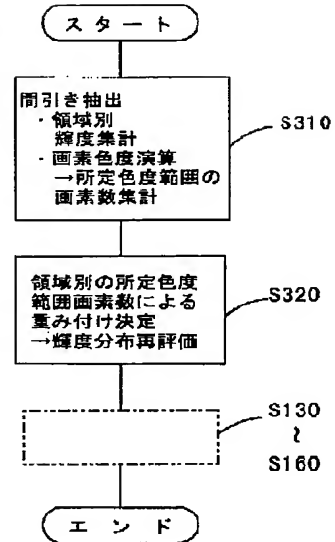 スタート
間引き抽出
・領域別
輝度集計
・画素色度演算
→所定色度範囲の
画素数集計
S310
領域別の所定色度
範囲画素数による
重み付け決定
→輝度分布再評価
S320
S130
～
S160
エンド